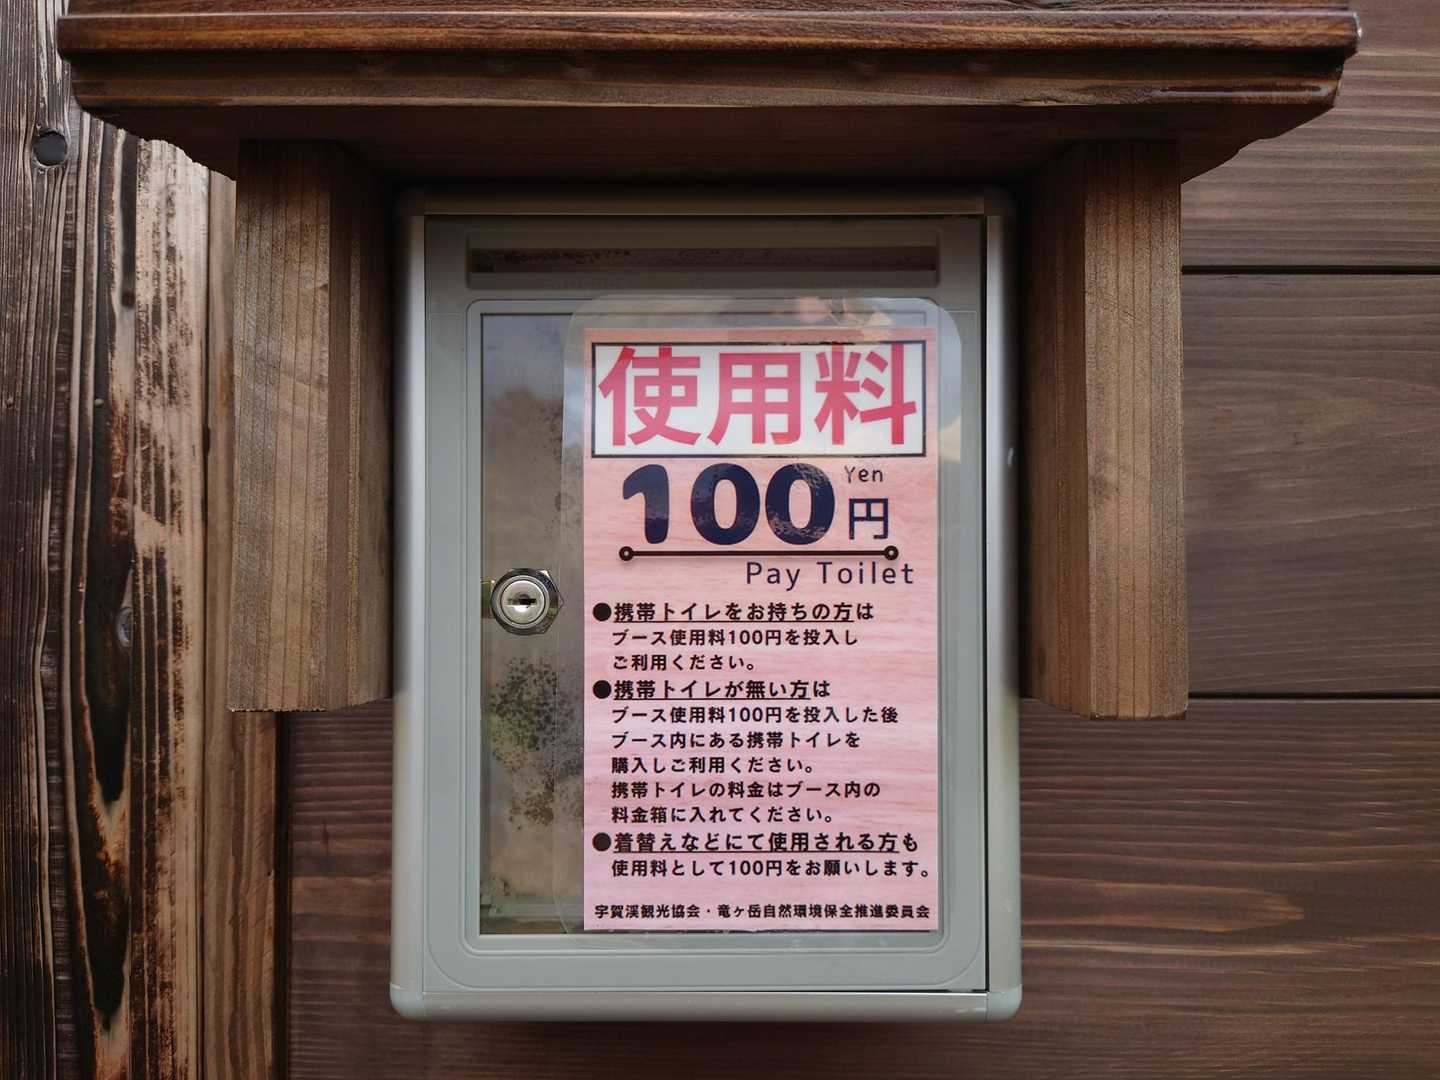 使用料
100 Yen 円
Pay Toilet
●携帯トイレをお持ちの方は
ブース使用料100円を投入し
ご利用ください。
●携帯トイレが無い方は
ブース使用料100円を投入した後
ブース内にある携帯トイレを
購入しご利用ください。
携帯トイレの料金はブース内の
料金箱に入れてください。
●着替えなどにて使用される方も
使用料として100円をお願いします。
宇賀渓観光協会・竜ヶ岳自然環境保全推進委員会